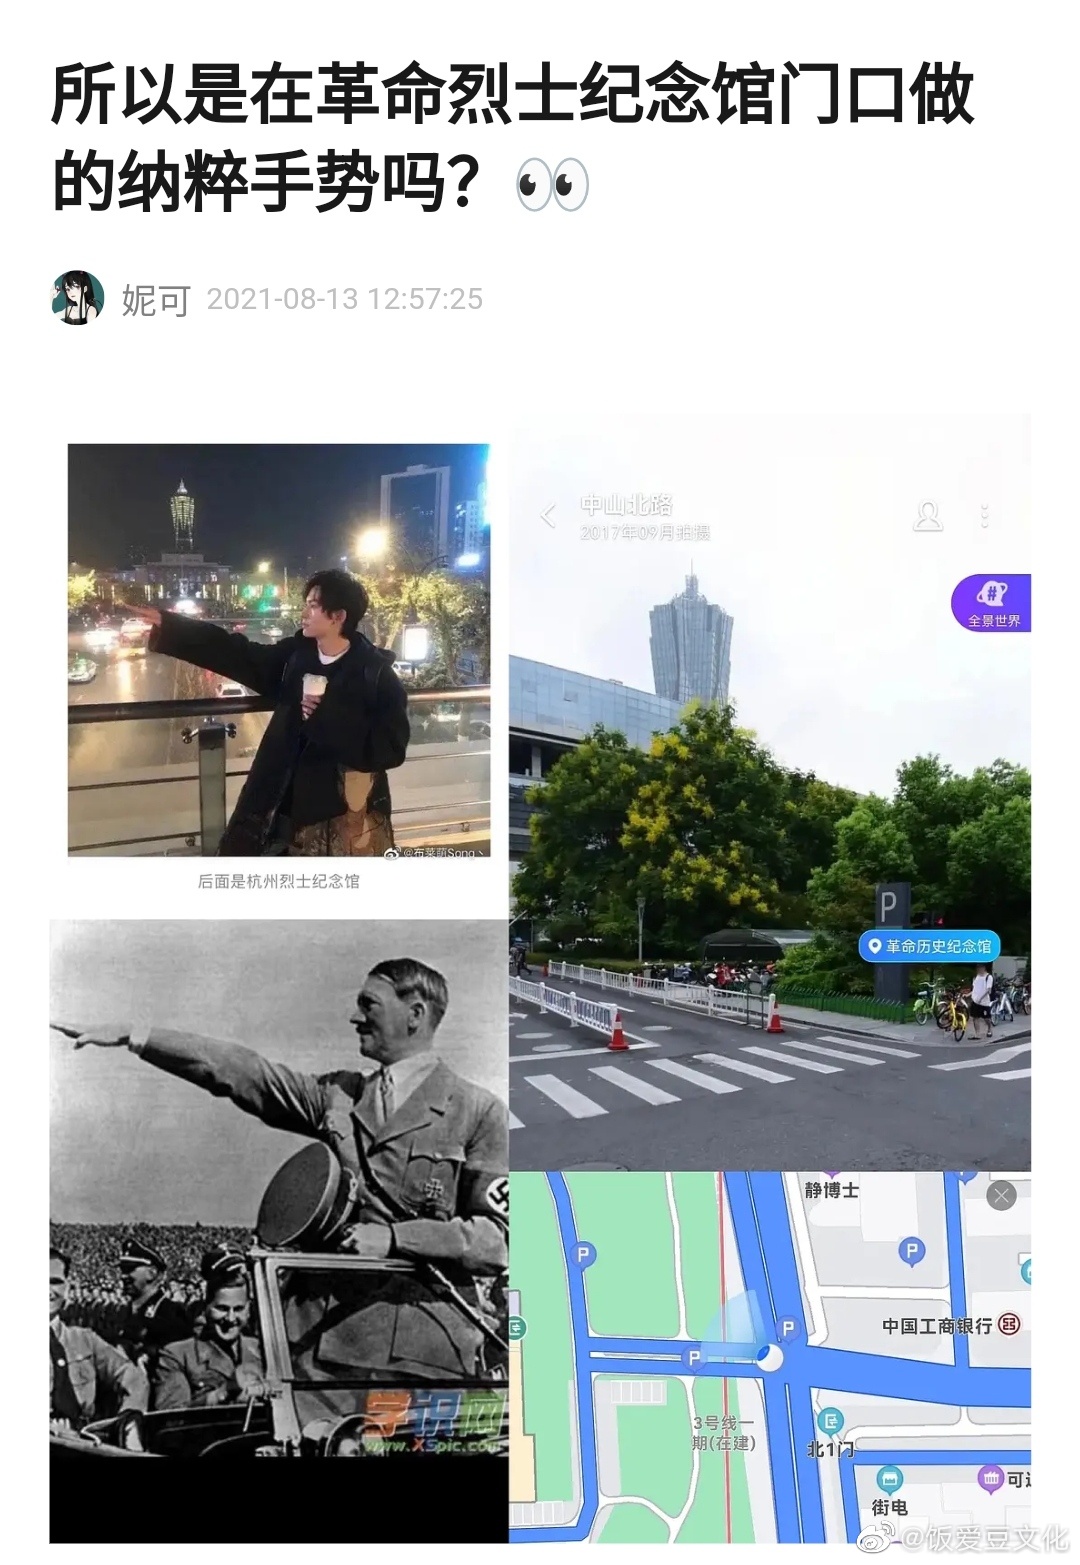 所以是在革命烈士纪念馆门口做
的纳粹手势吗？👀
妮可 2021-08-13 12:57:25
@布莱萌Song丶
后面是杭州烈士纪念馆
中山北路
2017年09月拍摄
#
全景世界
P
革命历史纪念馆
学识网
www.XSpic.com
静博士
P
P
中国工商银行
P
P
3号线一
期(在建)
北1门
街电
可
@饭爱豆文化